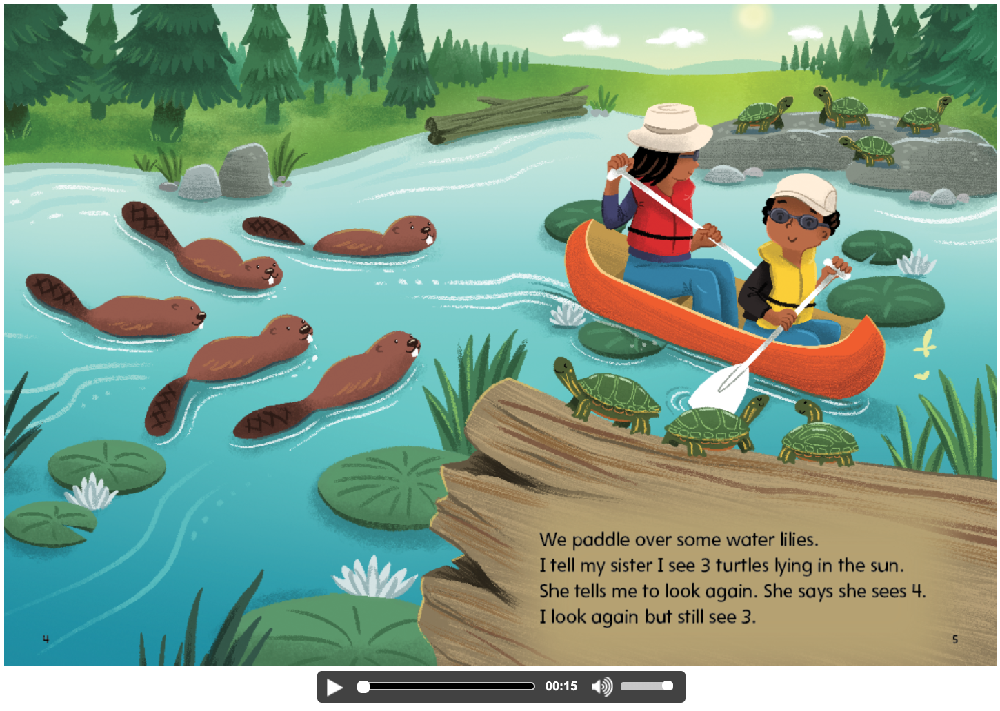 We paddle over some water lilies.
I tell my sister I see 3 turtles lying in the sun.
She tells me to look again. She says she sees 4.
I look again but still see 3.
4
5
00:15